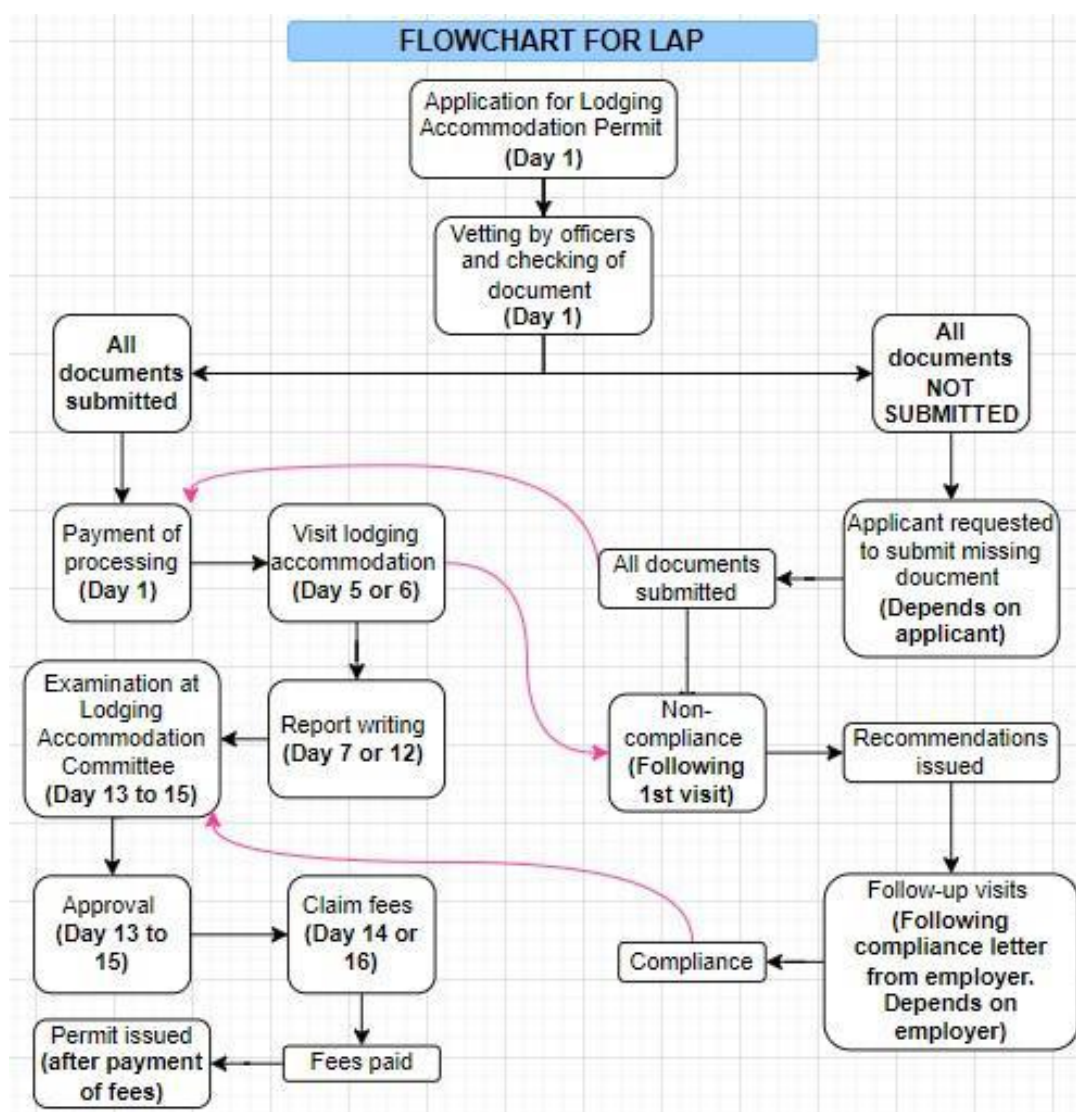 FLOWCHART FOR LAP
Application for Lodging
Accommodation Permit
(Day 1)
Vetting by officers
and checking of
document
(Day 1)
All
documents
submitted
All
documents
NOT
SUBMITTED
Payment of
processing
(Day 1)
Visit lodging
accommodation
(Day 5 or 6)
All documents
submitted
Applicant requested
to submit missing
doucment
(Depends on
applicant)
Examination at
Lodging
Accommodation
Committee
(Day 13 to 15)
Report writing
(Day 7 or 12)
Non-
compliance
(Following
1st visit)
Recommendations
issued
Approval
(Day 13 to
15)
Claim fees
(Day 14 or
16)
Compliance
Follow-up visits
(Following
compliance letter
from employer.
Depends on
employer)
Permit issued
(after payment
of fees)
Fees paid